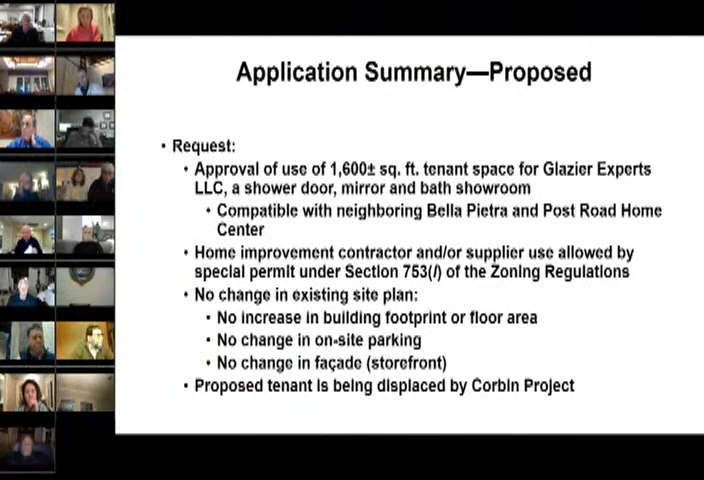 Application Summary—Proposed
• Request:
• Approval of use of 1,600± sq. ft. tenant space for Glazier Experts
LLC, a shower door, mirror and bath showroom
• Compatible with neighboring Bella Pietra and Post Road Home
Center
• Home improvement contractor and/or supplier use allowed by
special permit under Section 753(l) of the Zoning Regulations
• No change in existing site plan:
• No increase in building footprint or floor area
• No change in on-site parking
• No change in façade (storefront)
• Proposed tenant is being displaced by Corbin Project